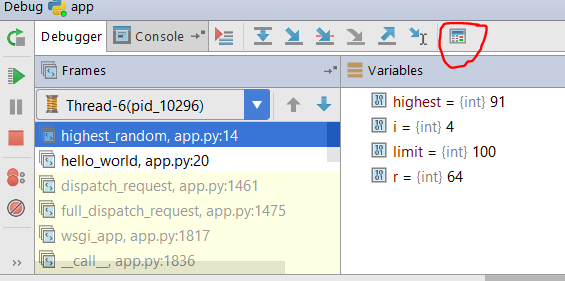 Debug app
Debugger Console
Frames
Variables
Thread-6(pid_10296)
highest_random, app.py:14
hello_world, app.py:20
dispatch_request, app.py:1461
full_dispatch_request, app.py:1475
wsgi_app, app.py:1817
__call__, app.py:1836
highest = {int} 91
i = {int} 4
limit = {int} 100
r = {int} 64